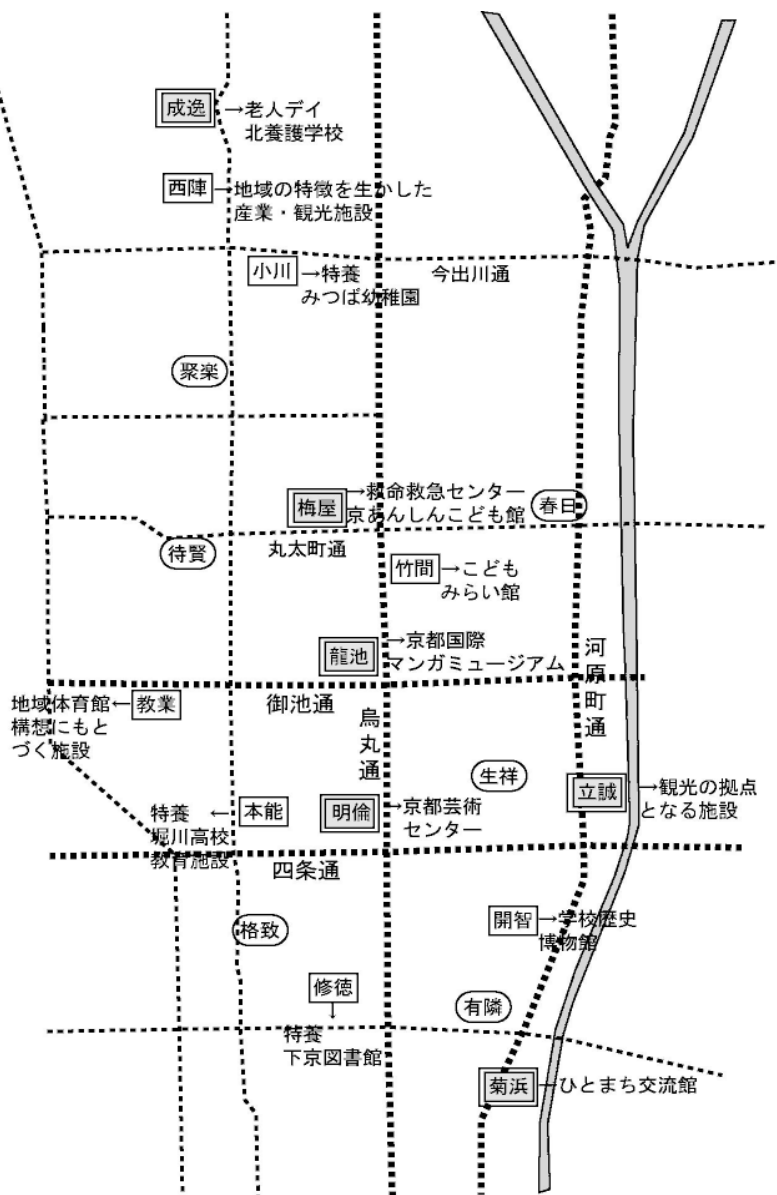 成逸
→老人デイ
北養護学校
西陣
→地域の特徴を生かした
産業・観光施設
小川
→特養
みつば幼稚園
今出川通
聚楽
梅屋
→救命救急センター
京あんしんこども館
春日
待賢
丸太町通
竹間
→こども
みらい館
龍池
→京都国際
マンガミュージアム
河原町通
地域体育館←
構想にもと
づく施設
教業
御池通
烏丸通
生祥
立誠
→観光の拠点
となる施設
特養 ←
堀川高校
教育施設
本能
明倫
→京都芸術
センター
四条通
格致
開智
→学校歴史
博物館
修徳
↓
特養
下京図書館
有隣
菊浜
→ひとまち交流館